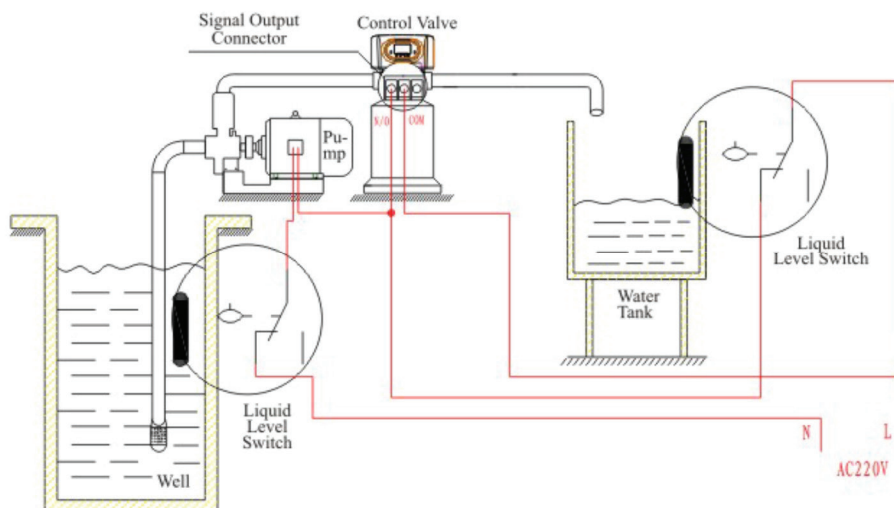 Signal Output
Connector
Control Valve
N/O
COM
Pu-
mp
Liquid
Level Switch
Water
Tank
Liquid
Level
Switch
Well
N
L
AC220V